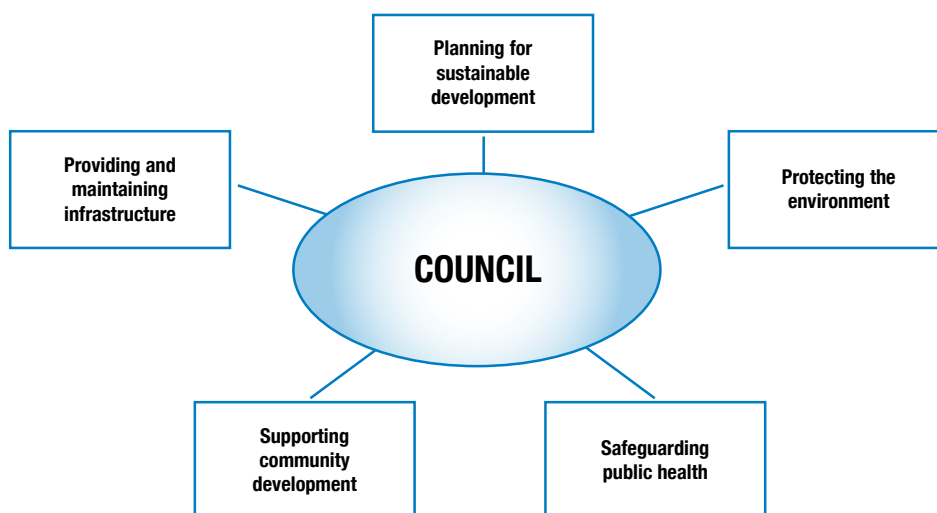 Planning for
sustainable
development
Providing and
maintaining
infrastructure
Protecting the
environment
COUNCIL
Supporting
community
development
Safeguarding
public health